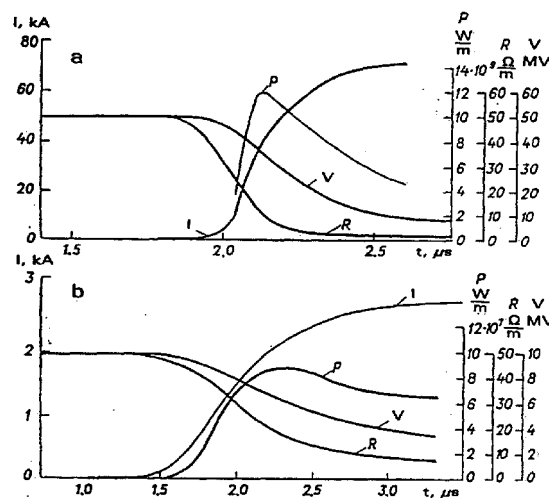 I, kA
P
W/m R Ω/m V MV
a
80
60
40
20
0
14·10⁹
12 60 60
10 50 50
8 40 40
6 30 30
4 20 20
2 10 10
0 0 0
P
V
I
R
1.5 2.0 2.5
t, μs
I, kA
P
W/m R Ω/m V MV
b
3
2
1
0
12·10⁷
10 50 10
8 40 8
6 30 6
4 20 4
2 10 2
0 0 0
I
P
V
R
1.5 2.0 2.5 3.0
t, μs